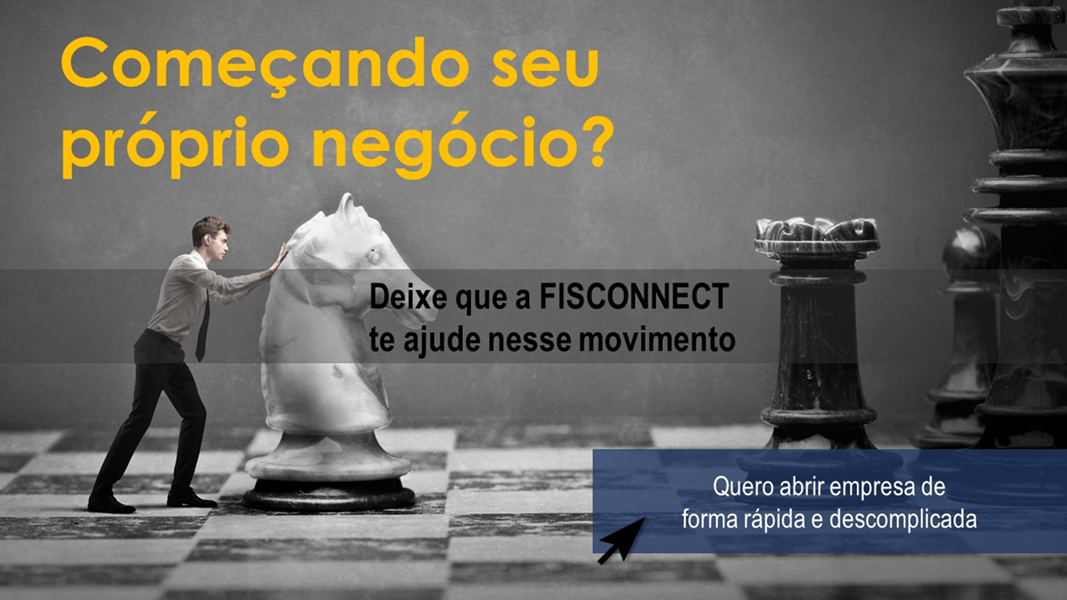 Começando seu
próprio negócio?
Deixe que a FISCONNECT
te ajude nesse movimento
Quero abrir empresa de
forma rápida e descomplicada